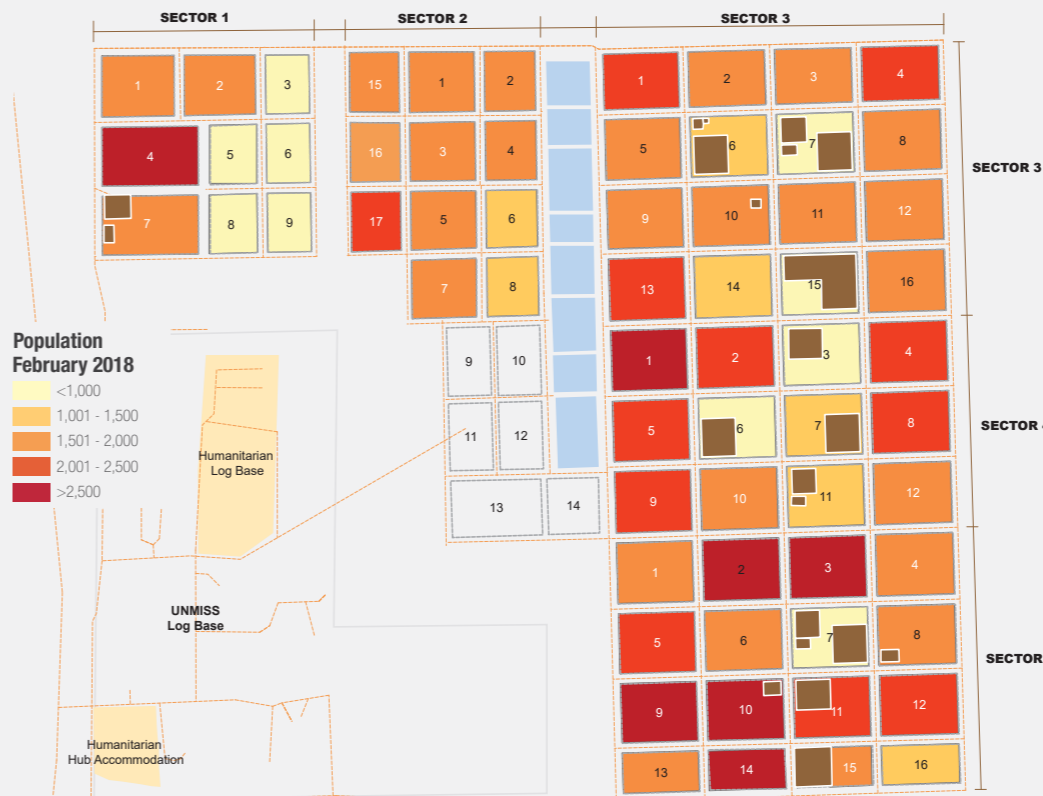 SECTOR 1
SECTOR 2
SECTOR 3
1 2 3
4 5 6
7 8 9
15 1 2
16 3 4
17 5 6
7 8
9 10
11 12
13 14
1 2 3 4
5 6 7 8
9 10 11 12
13 14 15 16
SECTOR 3
1 2 3 4
5 6 7 8
9 10 11 12
SECTOR
1 2 3 4
5 6 7 8
9 10 11 12
13 14 15 16
SECTOR
Population
February 2018
<1,000
1,001 - 1,500
1,501 - 2,000
2,001 - 2,500
>2,500
Humanitarian
Log Base
UNMISS
Log Base
Humanitarian
Hub Accommodation